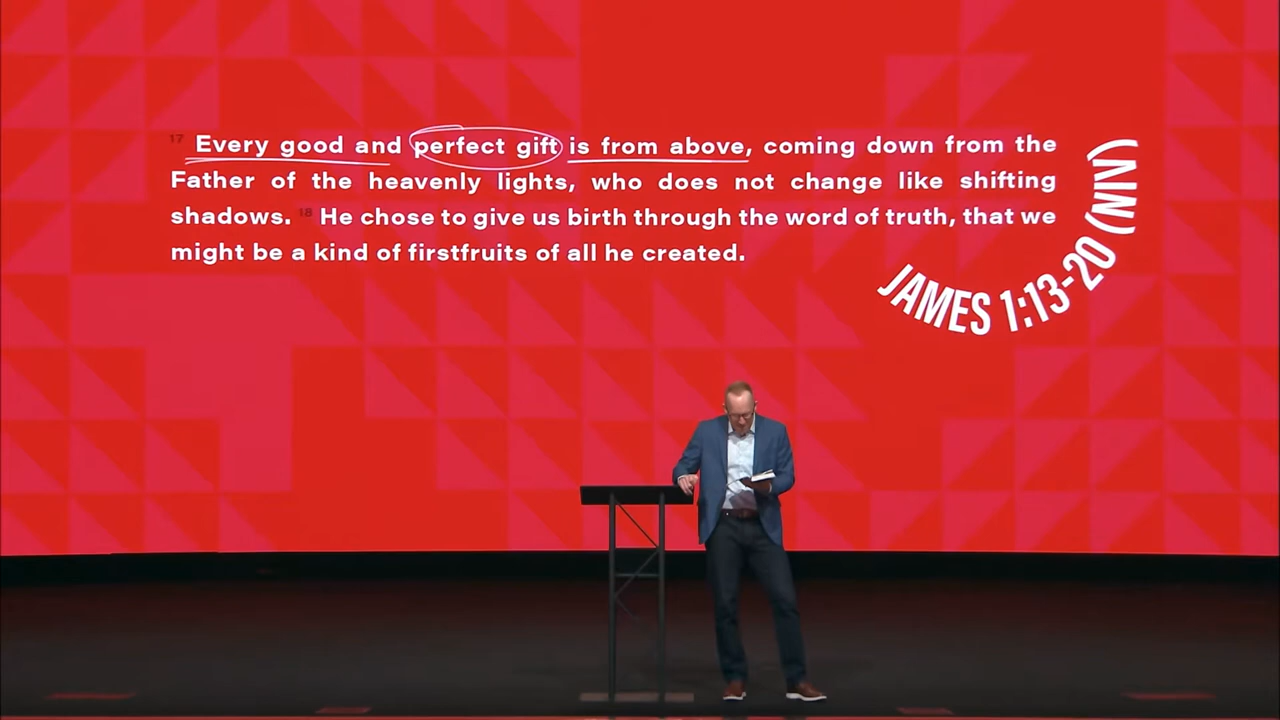 17 Every good and perfect gift is from above, coming down from the
Father of the heavenly lights, who does not change like shifting
shadows. 18 He chose to give us birth through the word of truth, that we
might be a kind of firstfruits of all he created.
JAMES 1:13-20 (NIV)